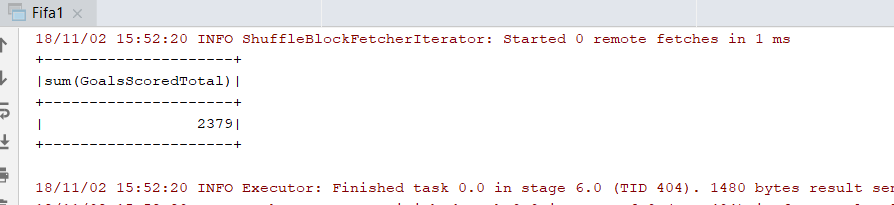 Fifa1
18/11/02 15:52:20 INFO ShuffleBlockFetcherIterator: Started 0 remote fetches in 1 ms
+--------------------+
|sum(GoalsScoredTotal)|
+--------------------+
|                2379|
+--------------------+
18/11/02 15:52:20 INFO Executor: Finished task 0.0 in stage 6.0 (TID 404). 1480 bytes result